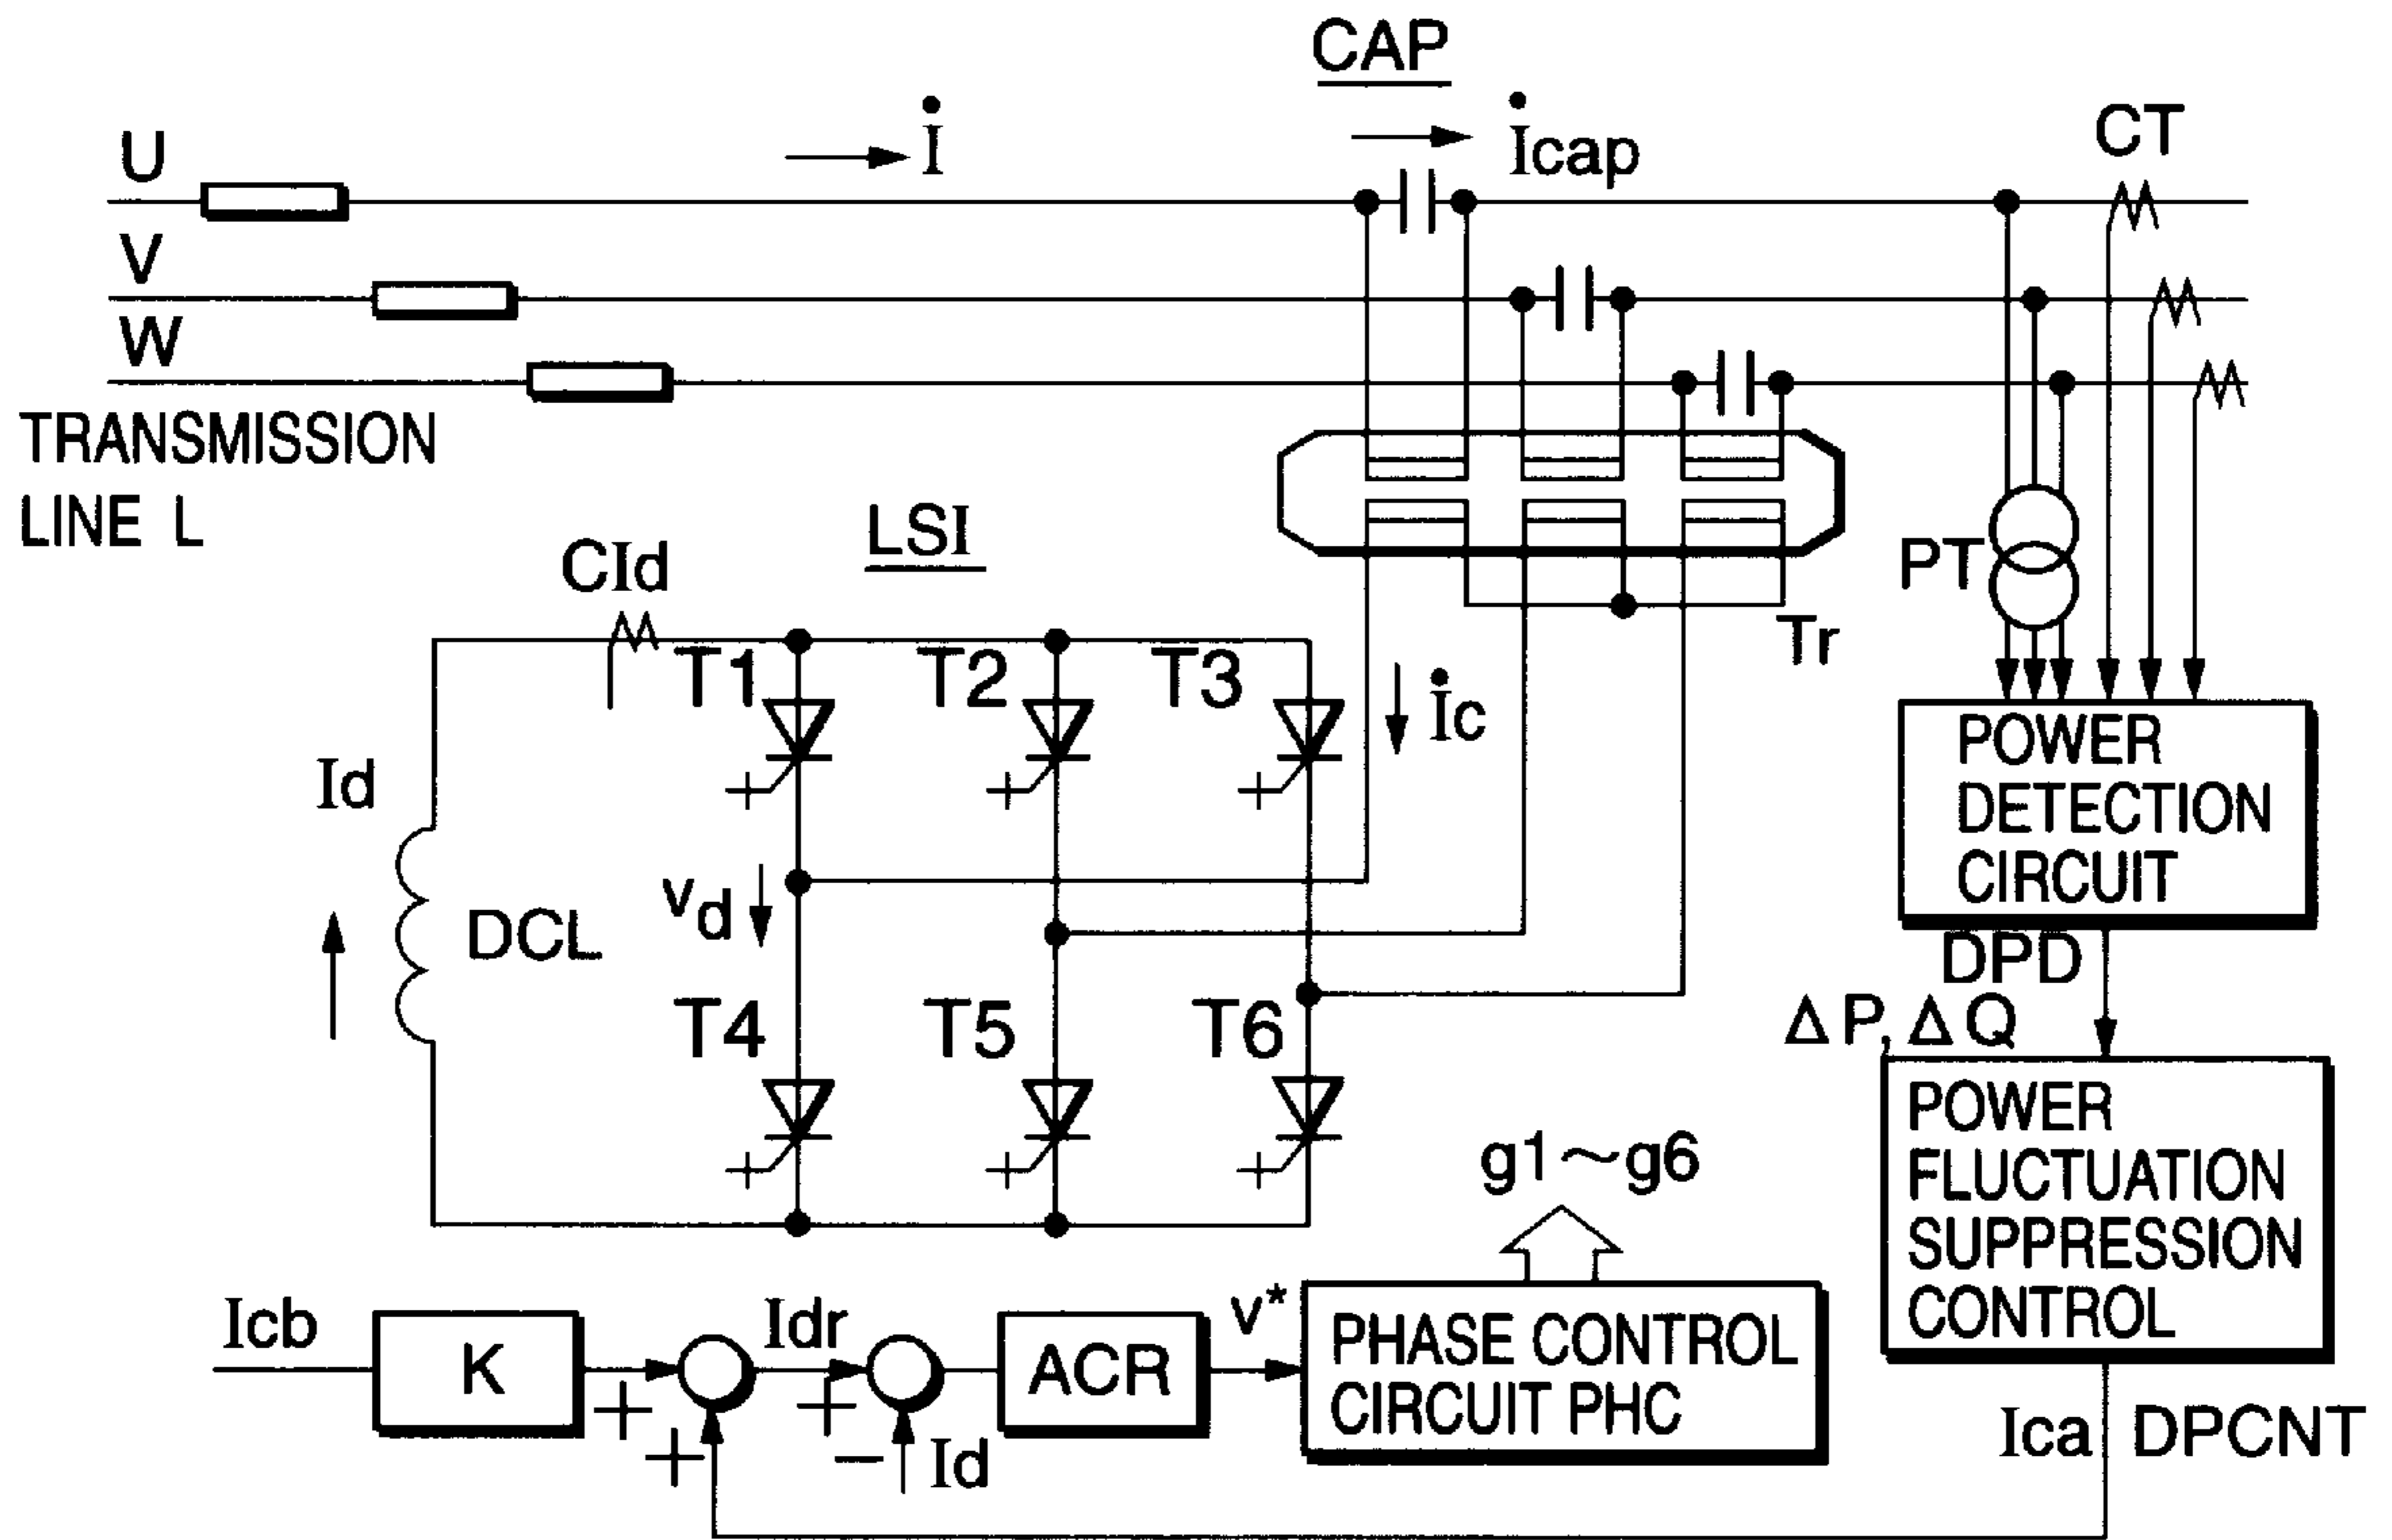 CAP
İ
İcap
CT
U
V
W
TRANSMISSION
LINE L
LSI
CId
PT
Tr
T1
T2
T3
İc
Id
DCL
vd
POWER
DETECTION
CIRCUIT
DPD
ΔP, ΔQ
T4
T5
T6
g1~g6
POWER
FLUCTUATION
SUPPRESSION
CONTROL
Icb
K
+
+
Idr
+
−
Id
ACR
v*
PHASE CONTROL
CIRCUIT PHC
Ica
DPCNT